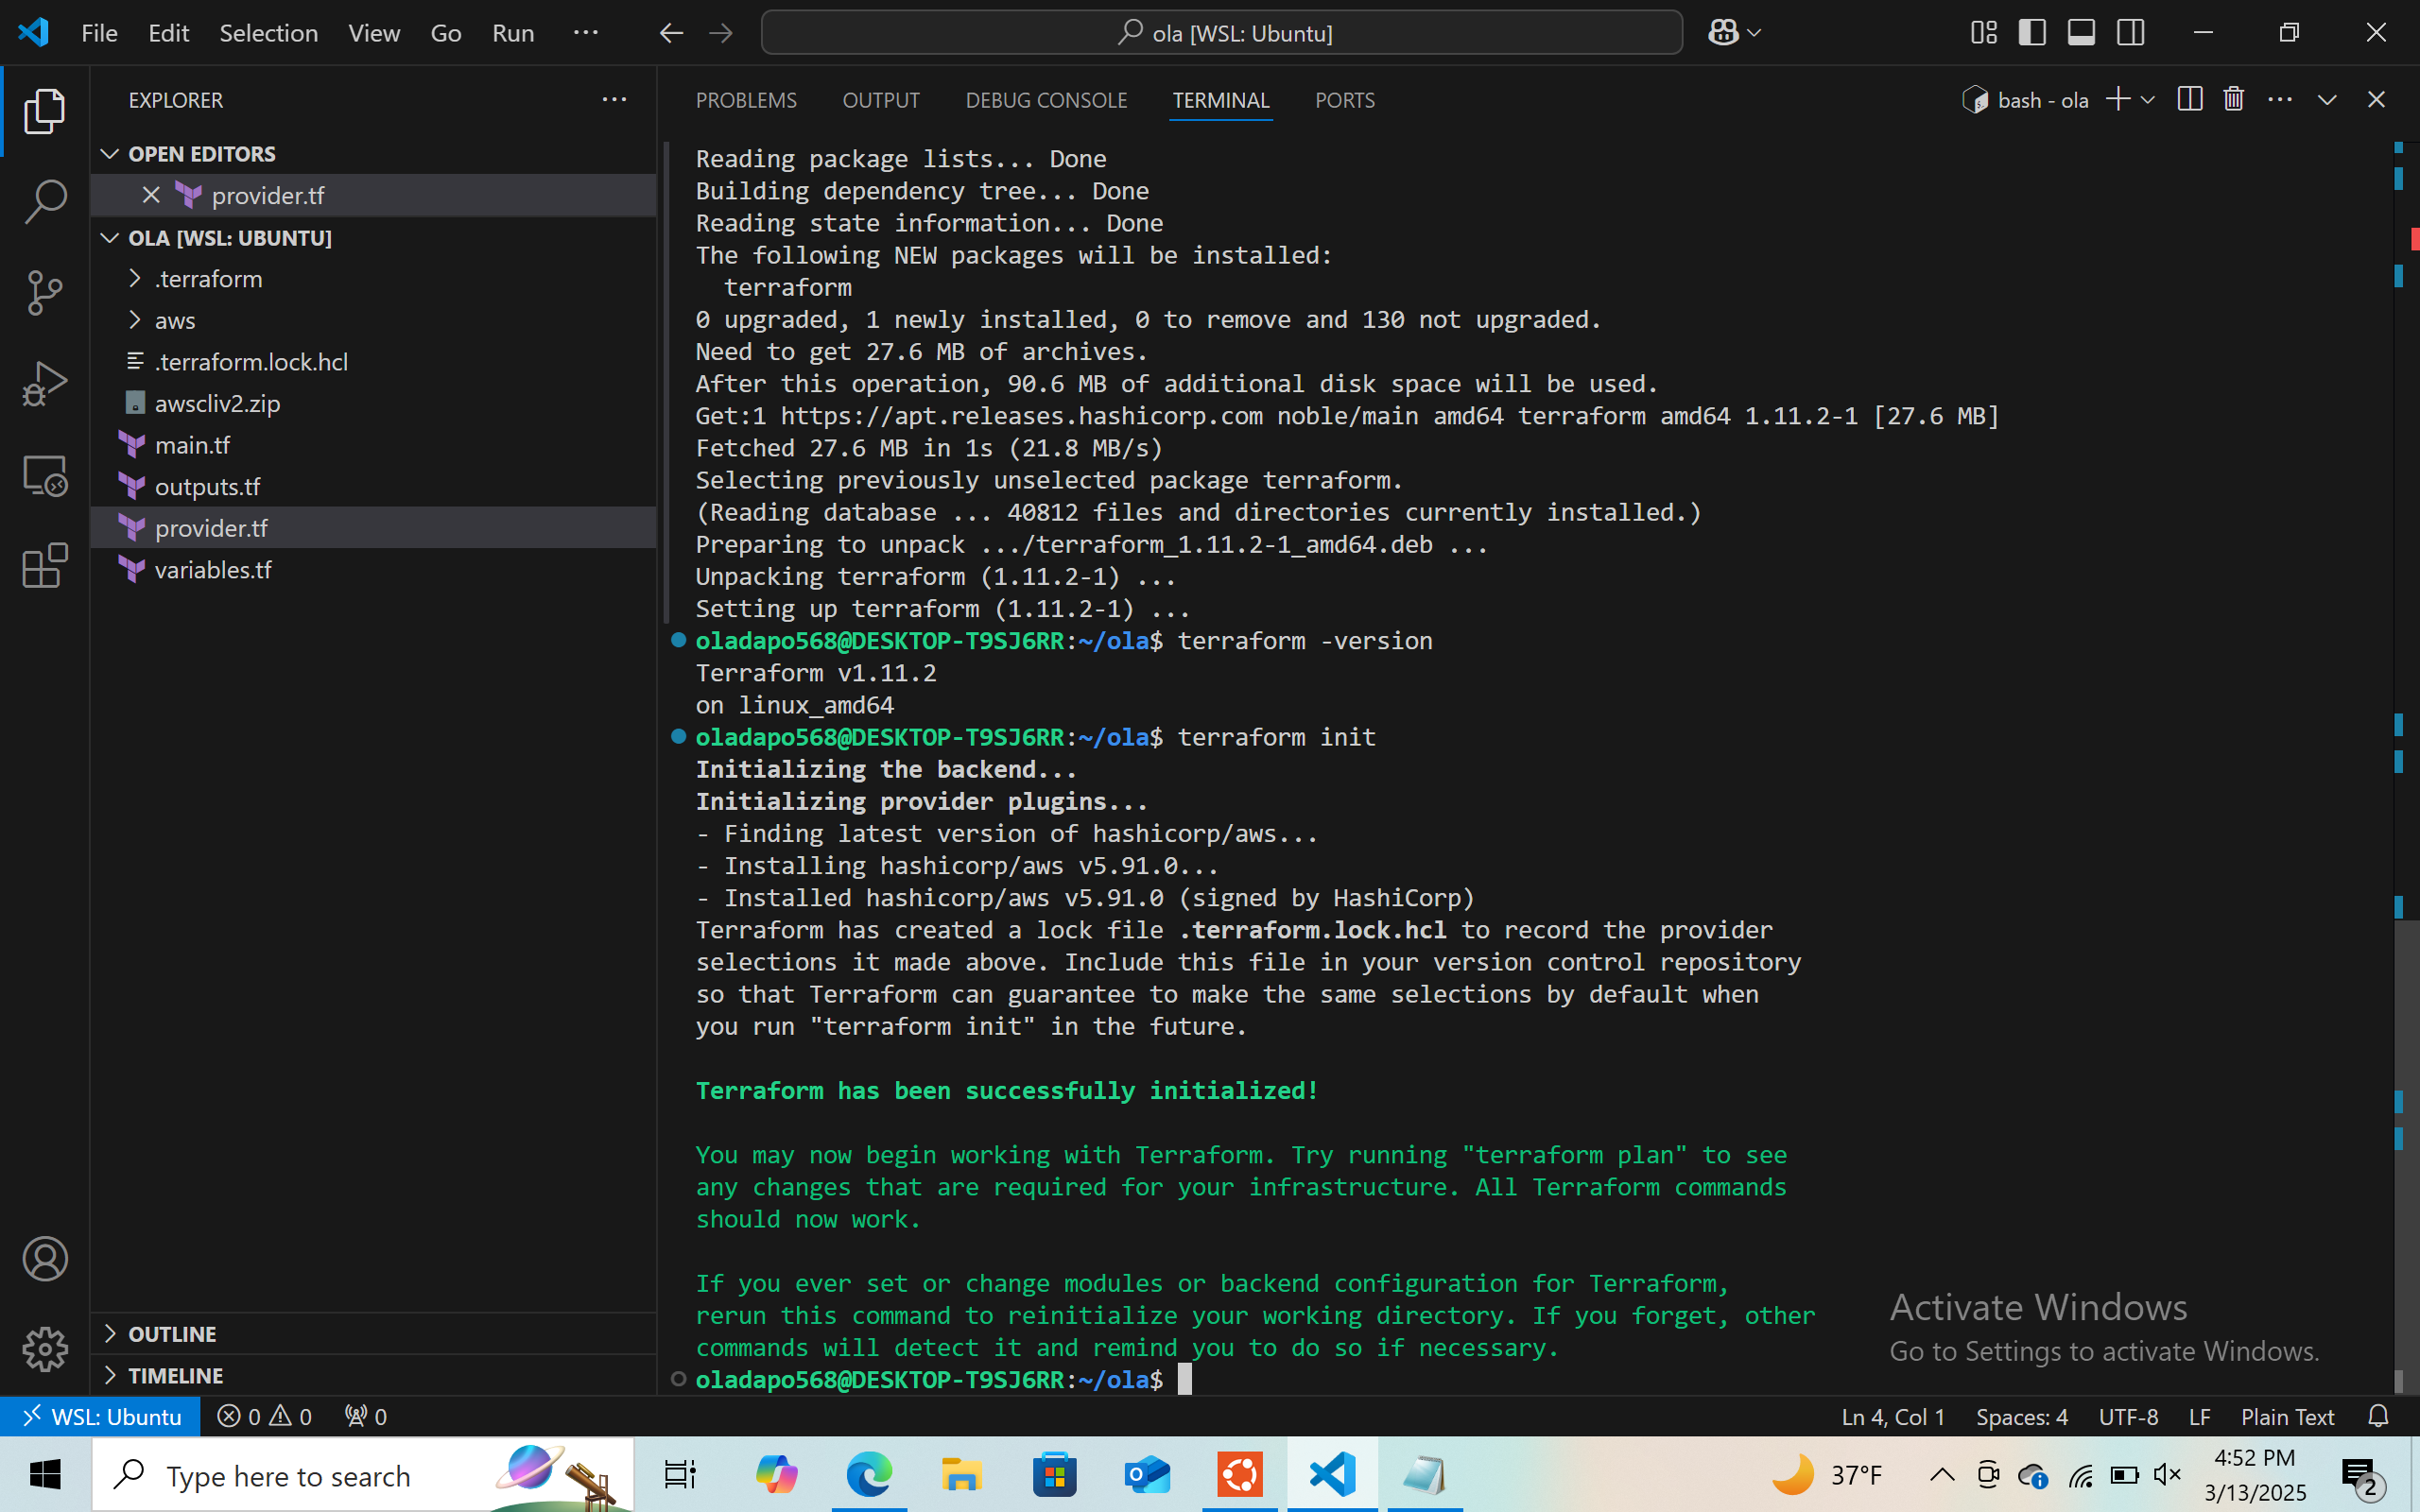 File Edit Selection View Go Run ···
ola [WSL: Ubuntu]
EXPLORER
OPEN EDITORS
provider.tf
OLA [WSL: UBUNTU]
.terraform
aws
.terraform.lock.hcl
awscliv2.zip
main.tf
outputs.tf
provider.tf
variables.tf
OUTLINE
TIMELINE
PROBLEMS OUTPUT DEBUG CONSOLE TERMINAL PORTS
bash - ola
Reading package lists... Done
Building dependency tree... Done
Reading state information... Done
The following NEW packages will be installed:
terraform
0 upgraded, 1 newly installed, 0 to remove and 130 not upgraded.
Need to get 27.6 MB of archives.
After this operation, 90.6 MB of additional disk space will be used.
Get:1 https://apt.releases.hashicorp.com noble/main amd64 terraform amd64 1.11.2-1 [27.6 MB]
Fetched 27.6 MB in 1s (21.8 MB/s)
Selecting previously unselected package terraform.
(Reading database ... 40812 files and directories currently installed.)
Preparing to unpack .../terraform_1.11.2-1_amd64.deb ...
Unpacking terraform (1.11.2-1) ...
Setting up terraform (1.11.2-1) ...
oladapo568@DESKTOP-T9SJ6RR:~/ola$ terraform -version
Terraform v1.11.2
on linux_amd64
oladapo568@DESKTOP-T9SJ6RR:~/ola$ terraform init
Initializing the backend...
Initializing provider plugins...
- Finding latest version of hashicorp/aws...
- Installing hashicorp/aws v5.91.0...
- Installed hashicorp/aws v5.91.0 (signed by HashiCorp)
Terraform has created a lock file .terraform.lock.hcl to record the provider
selections it made above. Include this file in your version control repository
so that Terraform can guarantee to make the same selections by default when
you run "terraform init" in the future.
Terraform has been successfully initialized!
You may now begin working with Terraform. Try running "terraform plan" to see
any changes that are required for your infrastructure. All Terraform commands
should now work.
If you ever set or change modules or backend configuration for Terraform,
rerun this command to reinitialize your working directory. If you forget, other
commands will detect it and remind you to do so if necessary.
oladapo568@DESKTOP-T9SJ6RR:~/ola$
Activate Windows
Go to Settings to activate Windows.
WSL: Ubuntu 0 0 0 Ln 4, Col 1 Spaces: 4 UTF-8 LF Plain Text
Type here to search
37°F
4:52 PM
3/13/2025
2